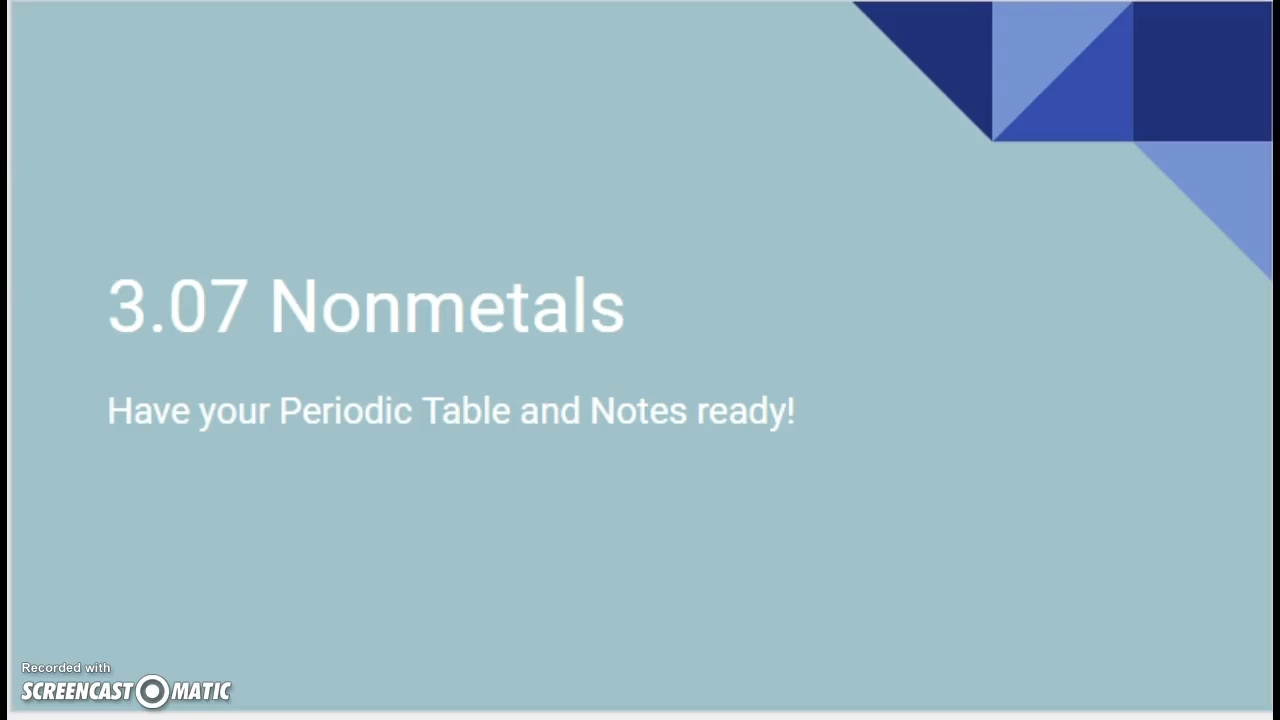 3.07 Nonmetals
Have your Periodic Table and Notes ready!
Recorded with
SCREENCAST MATIC